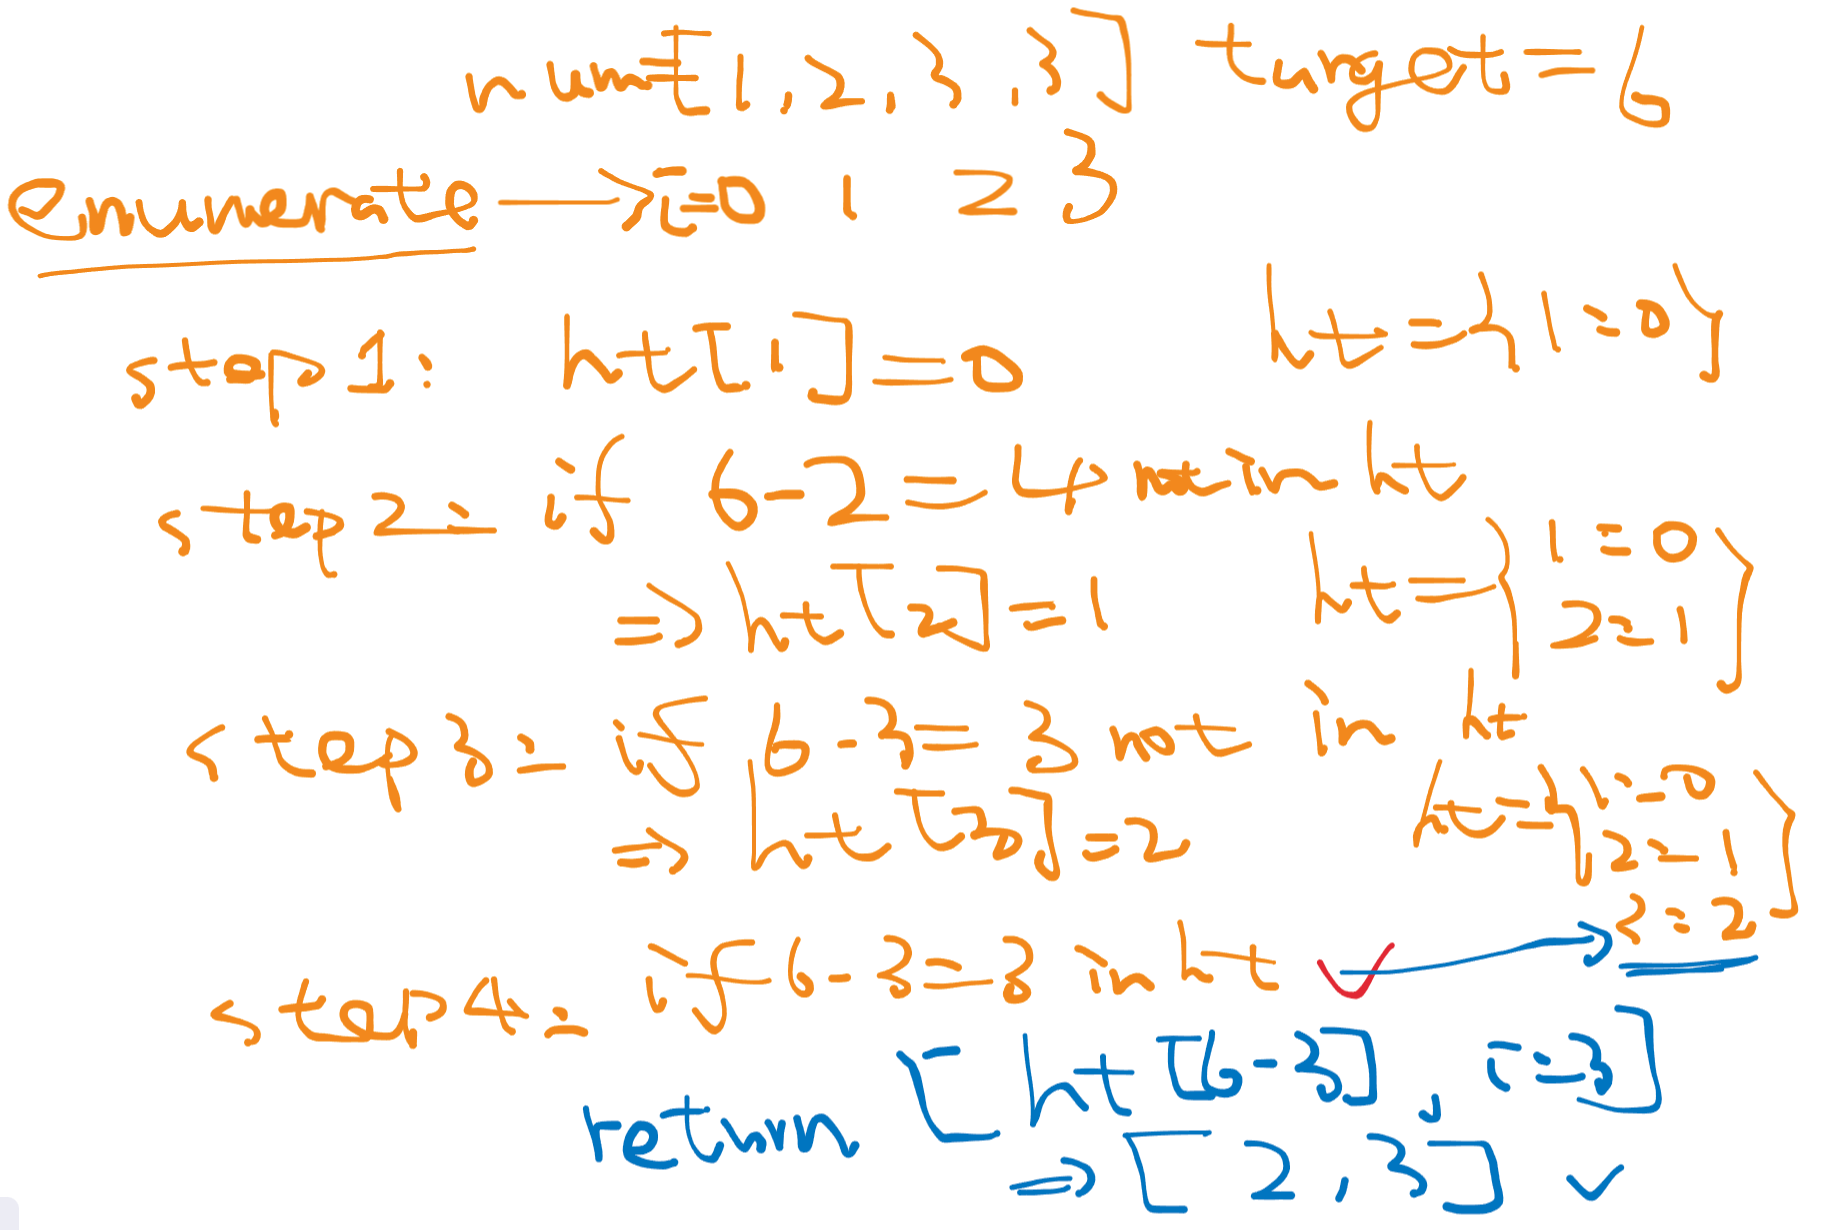 num=[1,2,3,3] target=6
enumerate → i=0 1 2 3
step 1: ht[1]=0 ht={1:0}
step 2: if 6-2=4 not in ht
⇒ ht[2]=1 ht={1:0
2:1}
step 3: if 6-3=3 not in ht
⇒ ht[3]=2 ht={1:0
2:1
3:2}
step 4: if 6-3=3 in ht ✓ →
return [ht[6-3], i=3]
⇒ [2,3] ✓